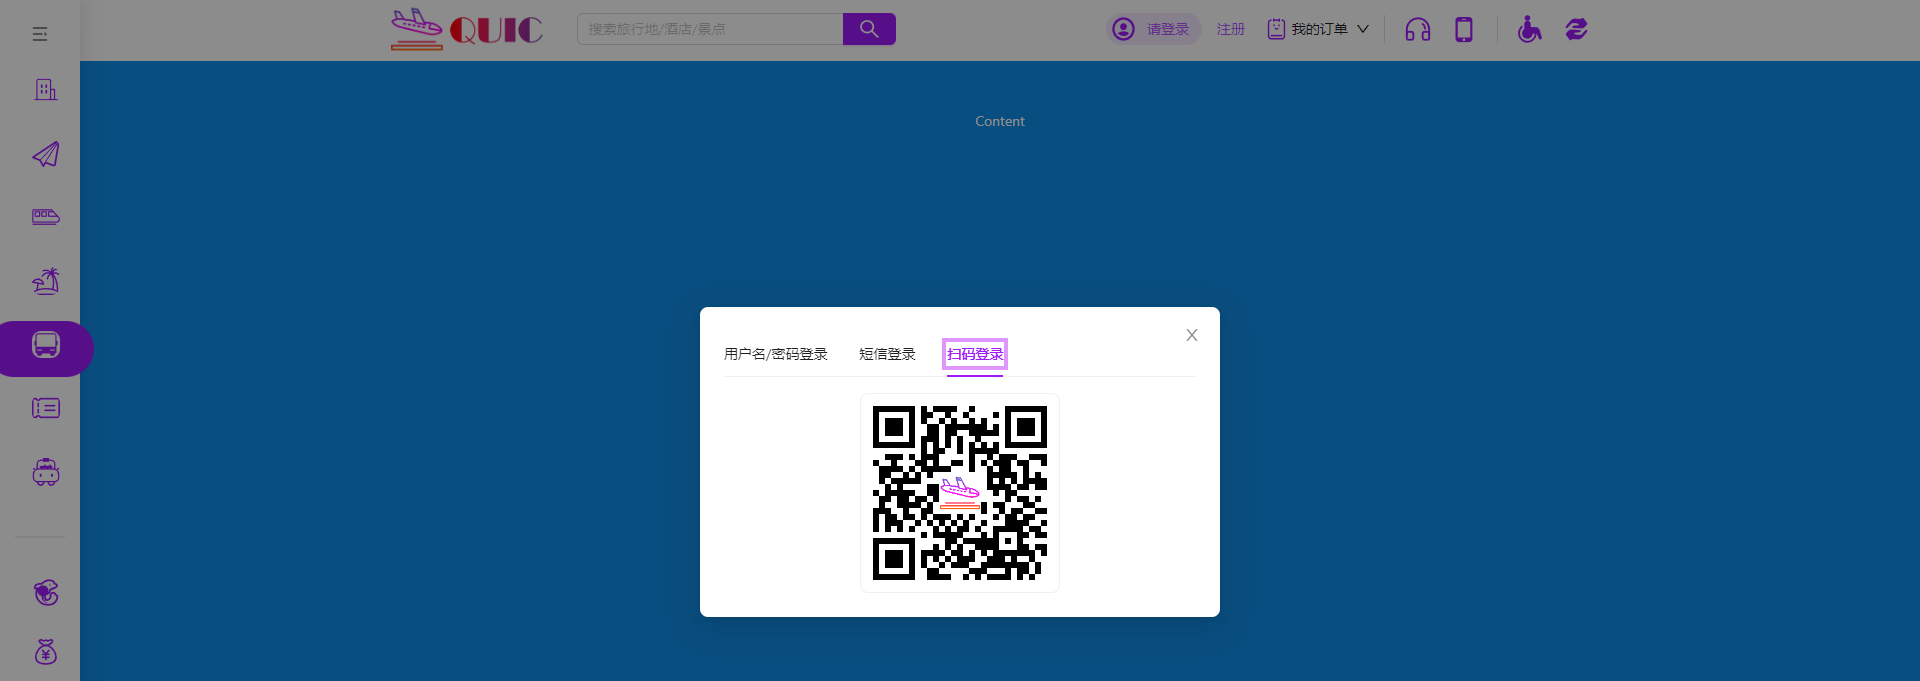 QUIC
搜索旅行地/酒店/景点
请登录
注册
我的订单
Content
用户名/密码登录
短信登录
扫码登录